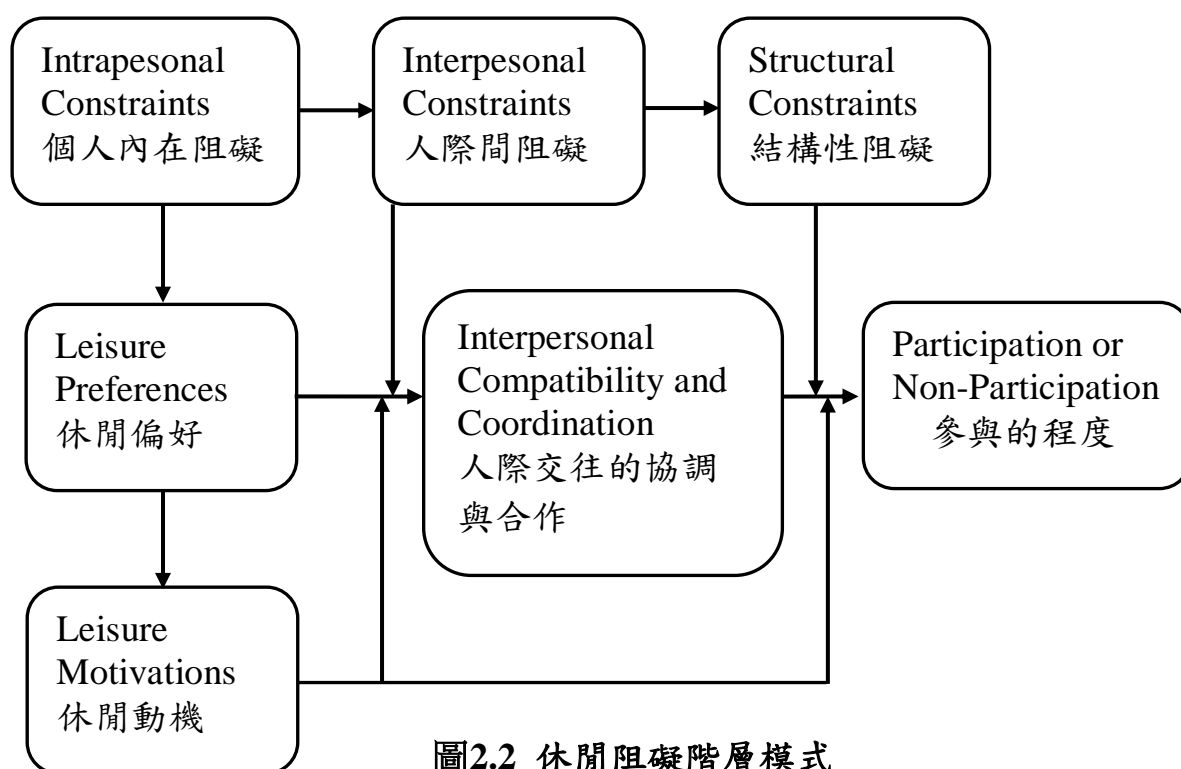 Intrapesonal
Constraints
個人內在阻礙
Interpesonal
Constraints
人際間阻礙
Structural
Constraints
結構性阻礙
Leisure
Preferences
休閒偏好
Interpersonal
Compatibility and
Coordination
人際交往的協調
與合作
Participation or
Non-Participation
參與的程度
Leisure
Motivations
休閒動機
圖2.2 休閒阻礙階層模式